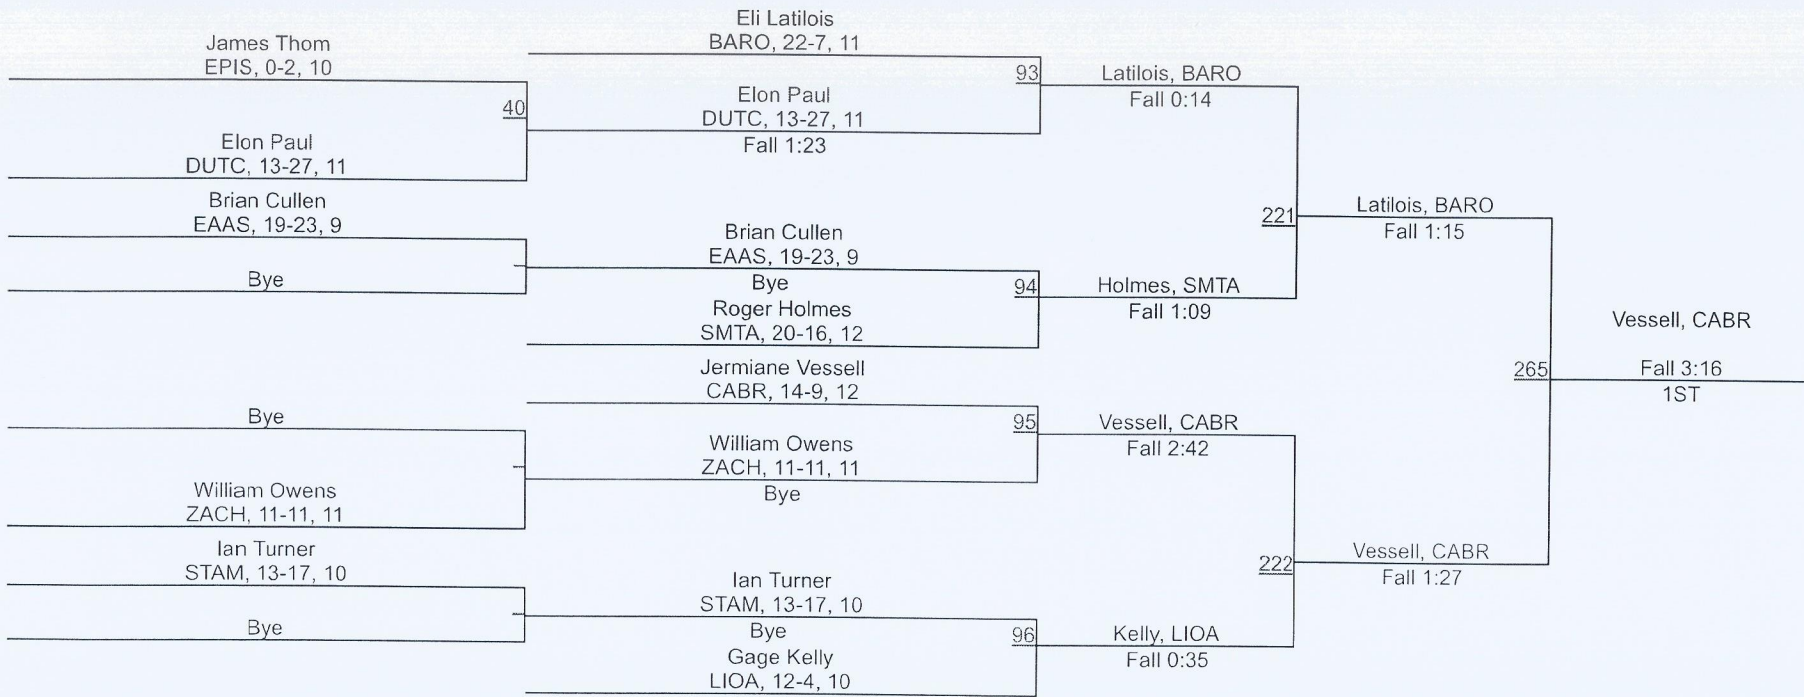 James Thom
EPIS, 0-2, 10
40
Elon Paul
DUTC, 13-27, 11
Brian Cullen
EAAS, 19-23, 9
Bye
Bye
William Owens
ZACH, 11-11, 11
Ian Turner
STAM, 13-17, 10
Bye
Eli Latilois
BARO, 22-7, 11
93
Elon Paul
DUTC, 13-27, 11
Fall 1:23
Brian Cullen
EAAS, 19-23, 9
Bye
94
Roger Holmes
SMTA, 20-16, 12
Jermiane Vessell
CABR, 14-9, 12
95
William Owens
ZACH, 11-11, 11
Bye
Ian Turner
STAM, 13-17, 10
Bye
96
Gage Kelly
LIOA, 12-4, 10
Latilois, BARO
Fall 0:14
221
Holmes, SMTA
Fall 1:09
Vessell, CABR
Fall 2:42
222
Kelly, LIOA
Fall 0:35
Latilois, BARO
Fall 1:15
265
Vessell, CABR
Fall 1:27
Vessell, CABR
Fall 3:16
1ST